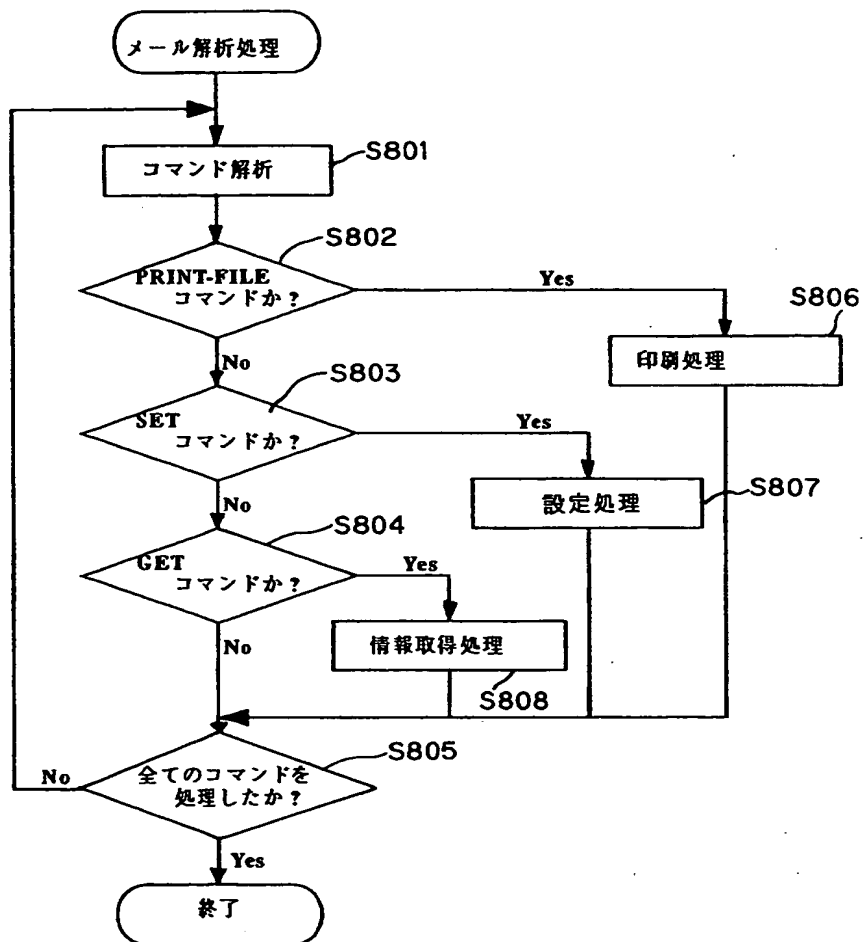 メール解析処理
S801
コマンド解析
S802
PRINT-FILE
コマンドか?
Yes
S806
印刷処理
No
S803
SET
コマンドか?
Yes
S807
設定処理
No
S804
GET
コマンドか?
Yes
情報取得処理
No
S808
S805
全てのコマンドを
処理したか?
No
Yes
終了